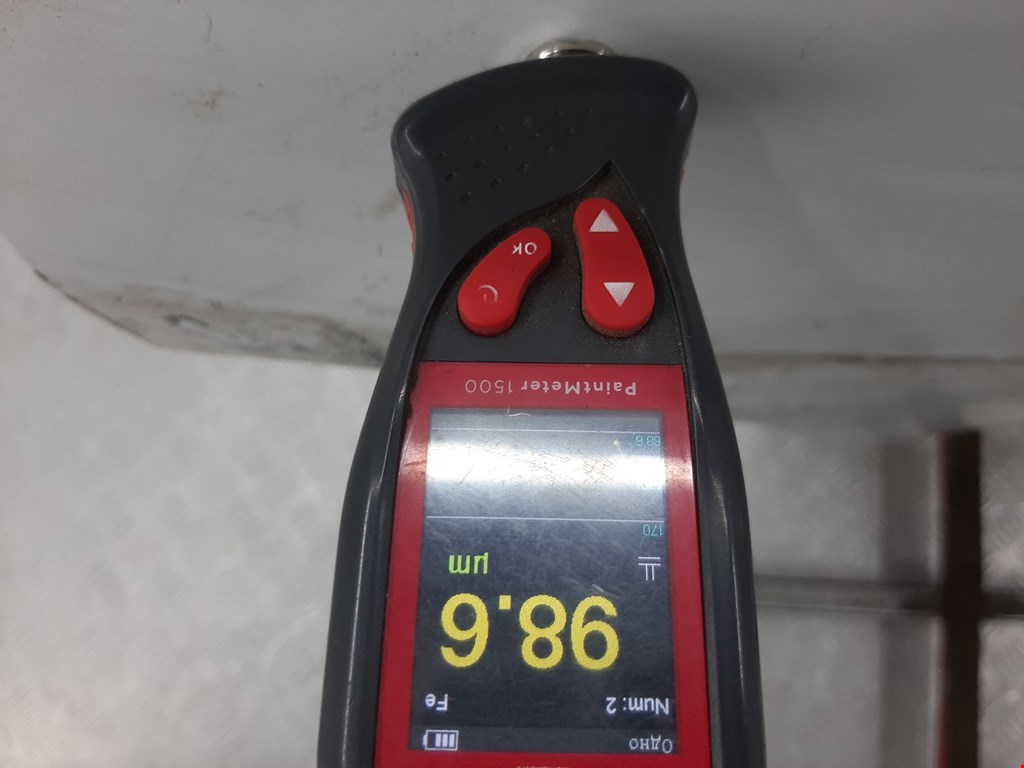 Одно
Num: 2 Fe
98.6
µm
170
88.6
PaintMeter 1500
OK